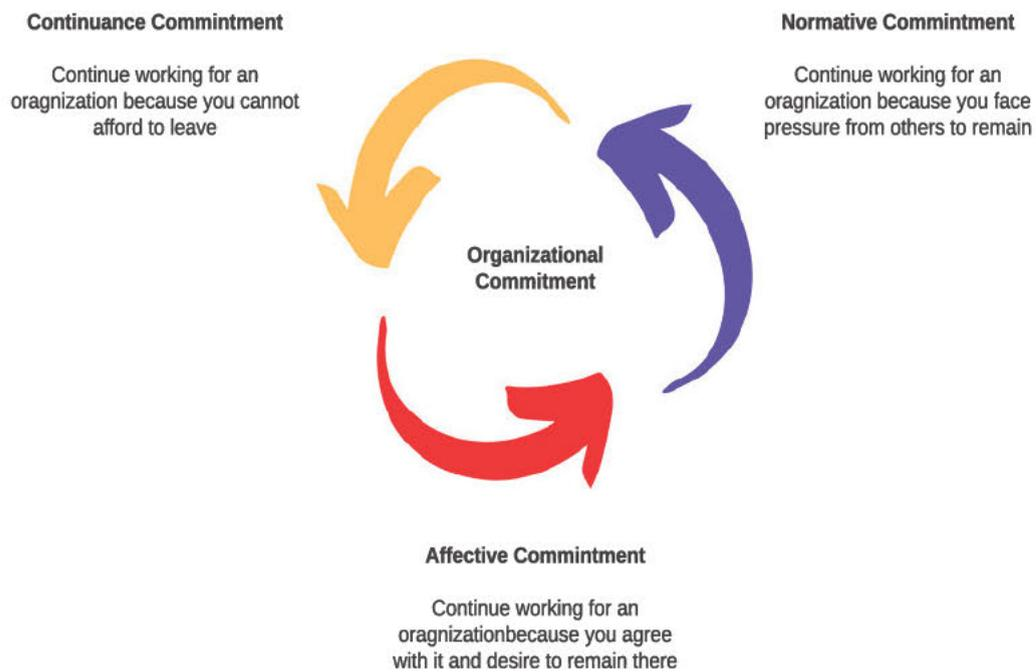 Continuance Commintment
Continue working for an
oragnization because you cannot
afford to leave
Normative Commintment
Continue working for an
oragnization because you face
pressure from others to remain
Organizational
Commitment
Affective Commintment
Continue working for an
oragnizationbecause you agree
with it and desire to remain there